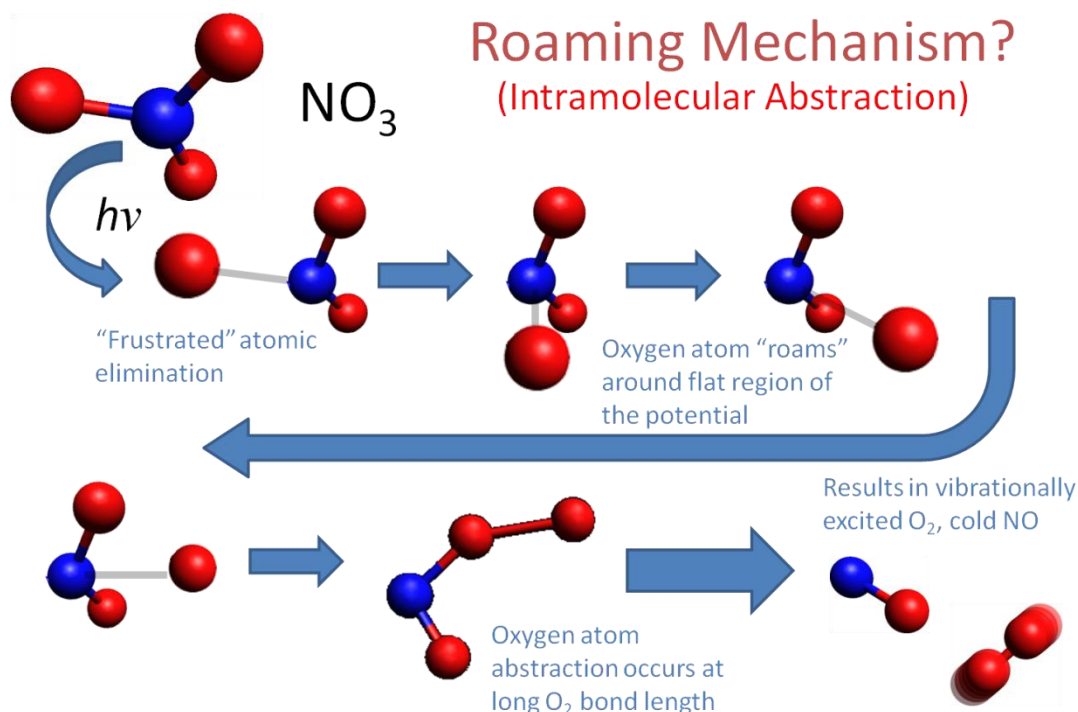 Roaming Mechanism?
(Intramolecular Abstraction)
NO₃
hν
“Frustrated” atomic
elimination
Oxygen atom “roams”
around flat region of
the potential
Results in vibrationally
excited O₂, cold NO
Oxygen atom
abstraction occurs at
long O₂ bond length